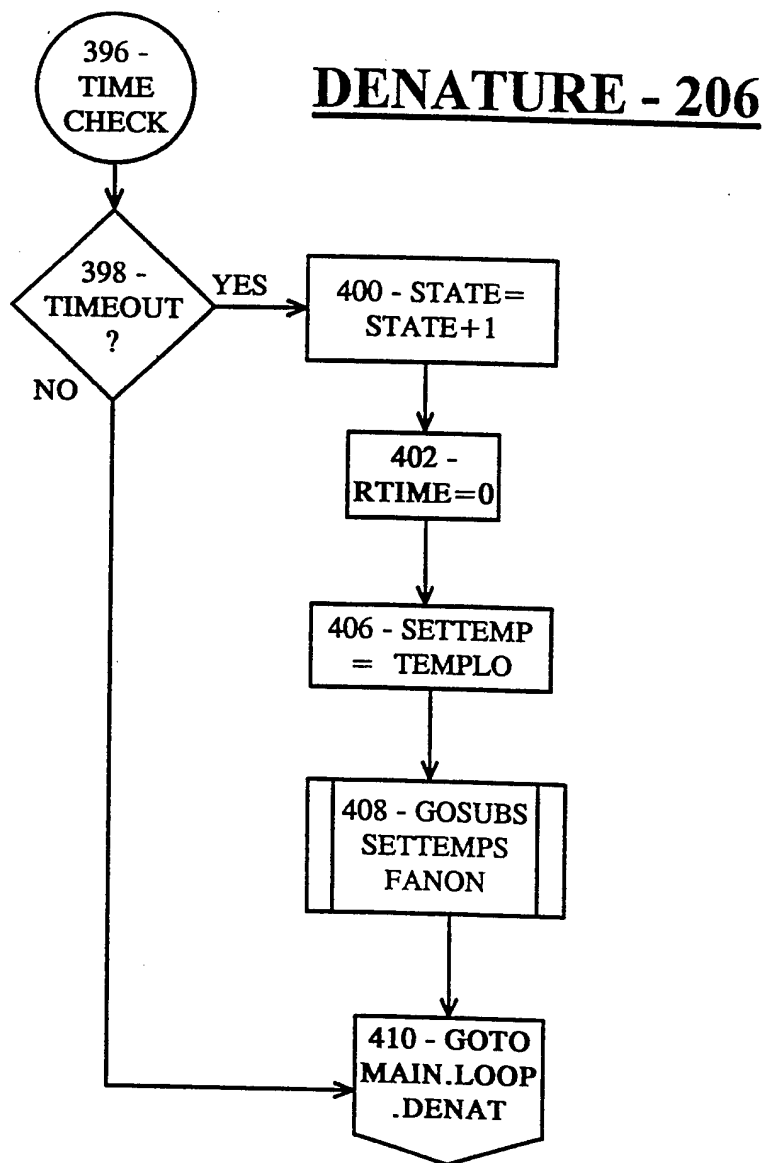 396 -
TIME
CHECK
DENATURE - 206
398 -
TIMEOUT
?
YES
NO
400 - STATE=
STATE+1
402 -
RTIME=0
406 - SETTEMP
= TEMPLO
408 - GOSUBS
SETTEMPS
FANON
410 - GOTO
MAIN.LOOP
.DENAT